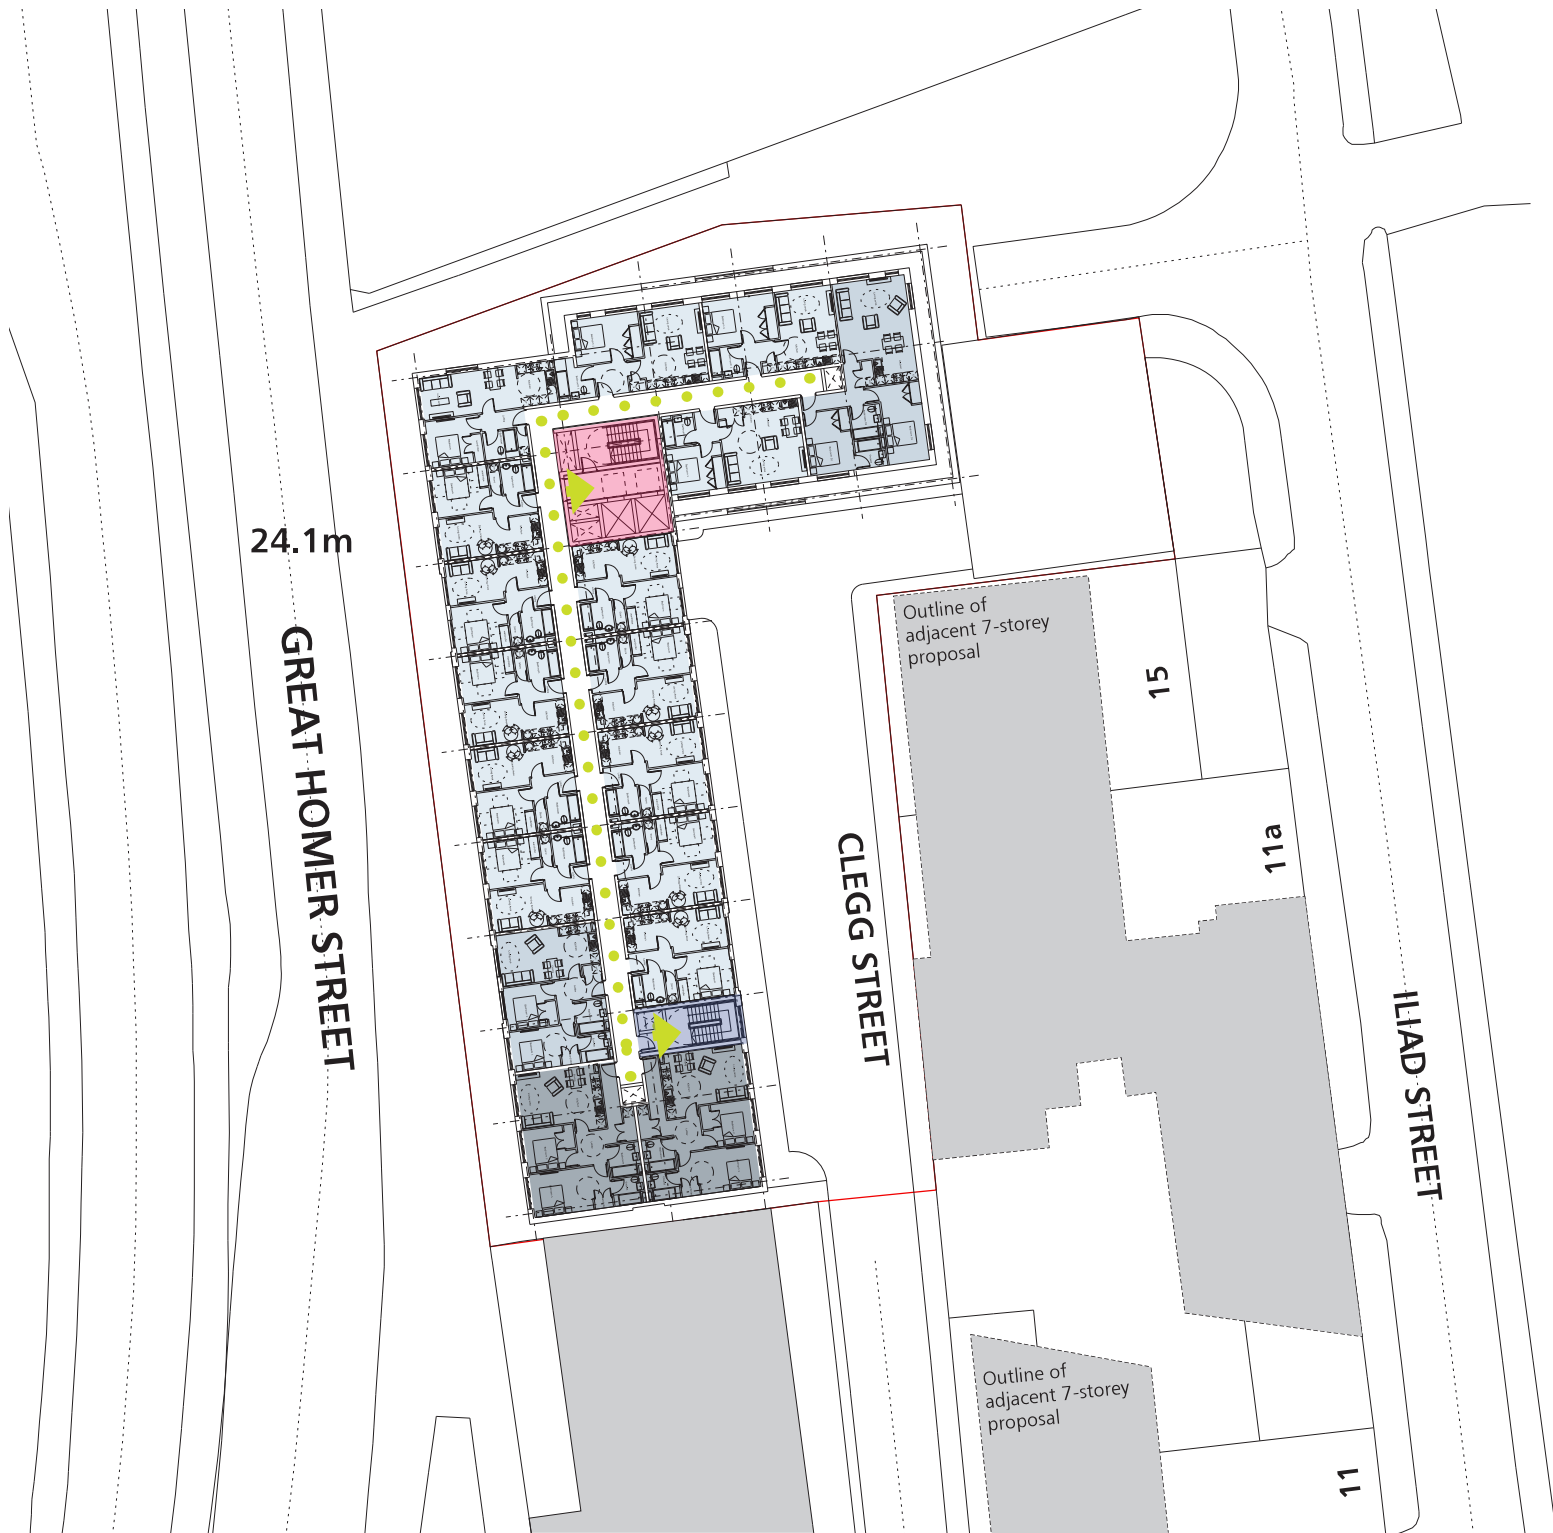 24.1m
GREAT HOMER STREET
CLEGG STREET
Outline of
adjacent 7-storey
proposal
15
11a
ILIAD STREET
Outline of
adjacent 7-storey
proposal
11